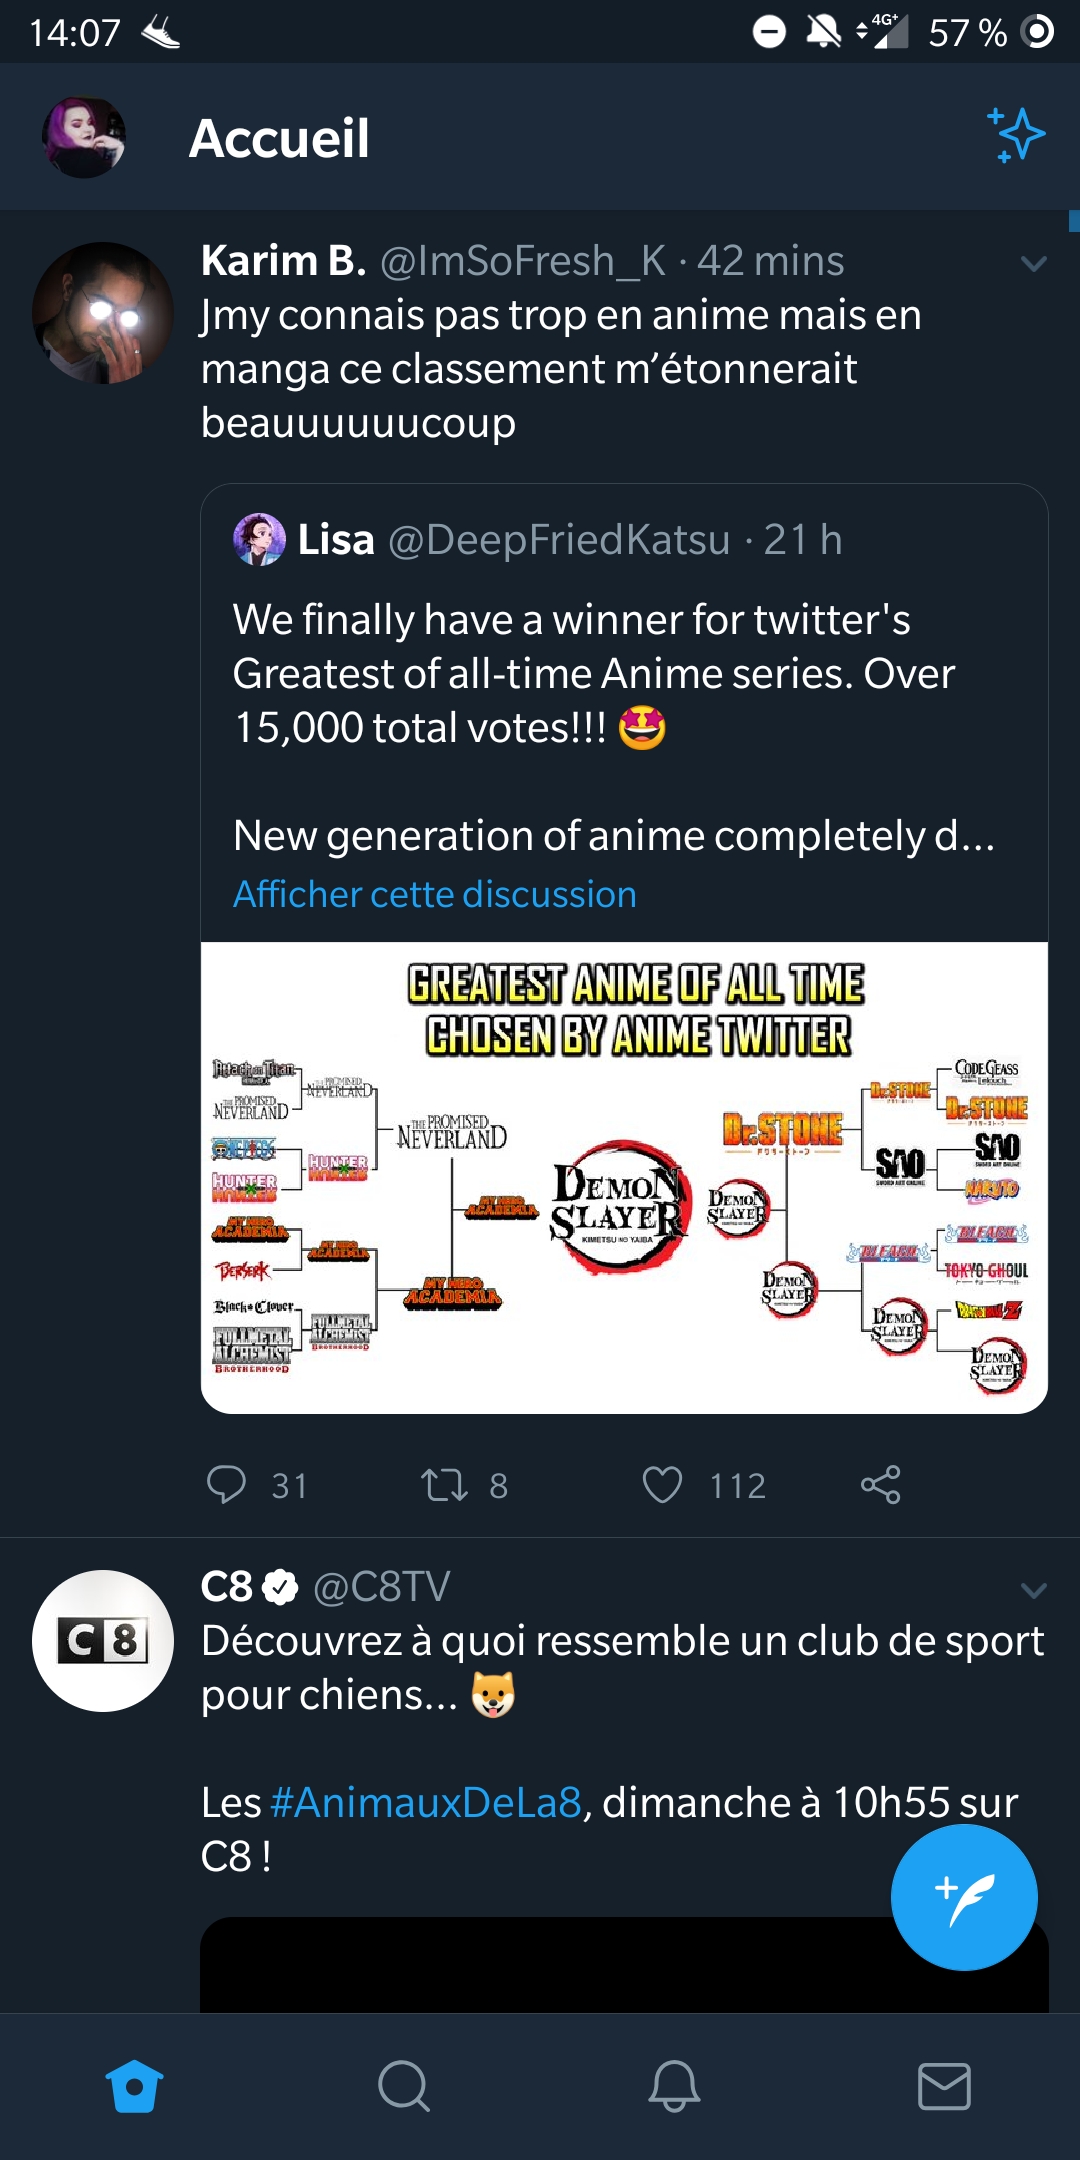 14:07
4G+
57 %
Accueil
Karim B. @ImSoFresh_K · 42 mins
Jmy connais pas trop en anime mais en
manga ce classement m’étonnerait
beauuuuuucoup
Lisa @DeepFriedKatsu · 21 h
We finally have a winner for twitter's
Greatest of all-time Anime series. Over
15,000 total votes!!!
New generation of anime completely d...
Afficher cette discussion
GREATEST ANIME OF ALL TIME
CHOSEN BY ANIME TWITTER
Attack on Titan
THE PROMISED
NEVERLAND
ONE PIECE
HUNTER
HUNTER
MY HERO
ACADEMIA
BERSERK
Black Clover
FULLMETAL
ALCHEMIST
BROTHERHOOD
THE PROMISED
NEVERLAND
HUNTER
HUNTER
MY HERO
ACADEMIA
FULLMETAL
ALCHEMIST
BROTHERHOOD
THE PROMISED
NEVERLAND
MY HERO
ACADEMIA
MY HERO
ACADEMIA
DEMON
SLAYER
KIMETSU NO YAIBA
DEMON
SLAYER
Dr.STONE
DEMON
SLAYER
Dr.STONE
SAO
SWORD ART ONLINE
BLEACH
DEMON
SLAYER
CODE GEASS
Dr.STONE
SAO
SWORD ART ONLINE
NARUTO
BLEACH
TOKYO GHOUL
DRAGON BALL Z
DEMON
SLAYER
31
8
112
C8 @C8TV
C8
Découvrez à quoi ressemble un club de sport
pour chiens...
Les #AnimauxDeLa8, dimanche à 10h55 sur
C8 !